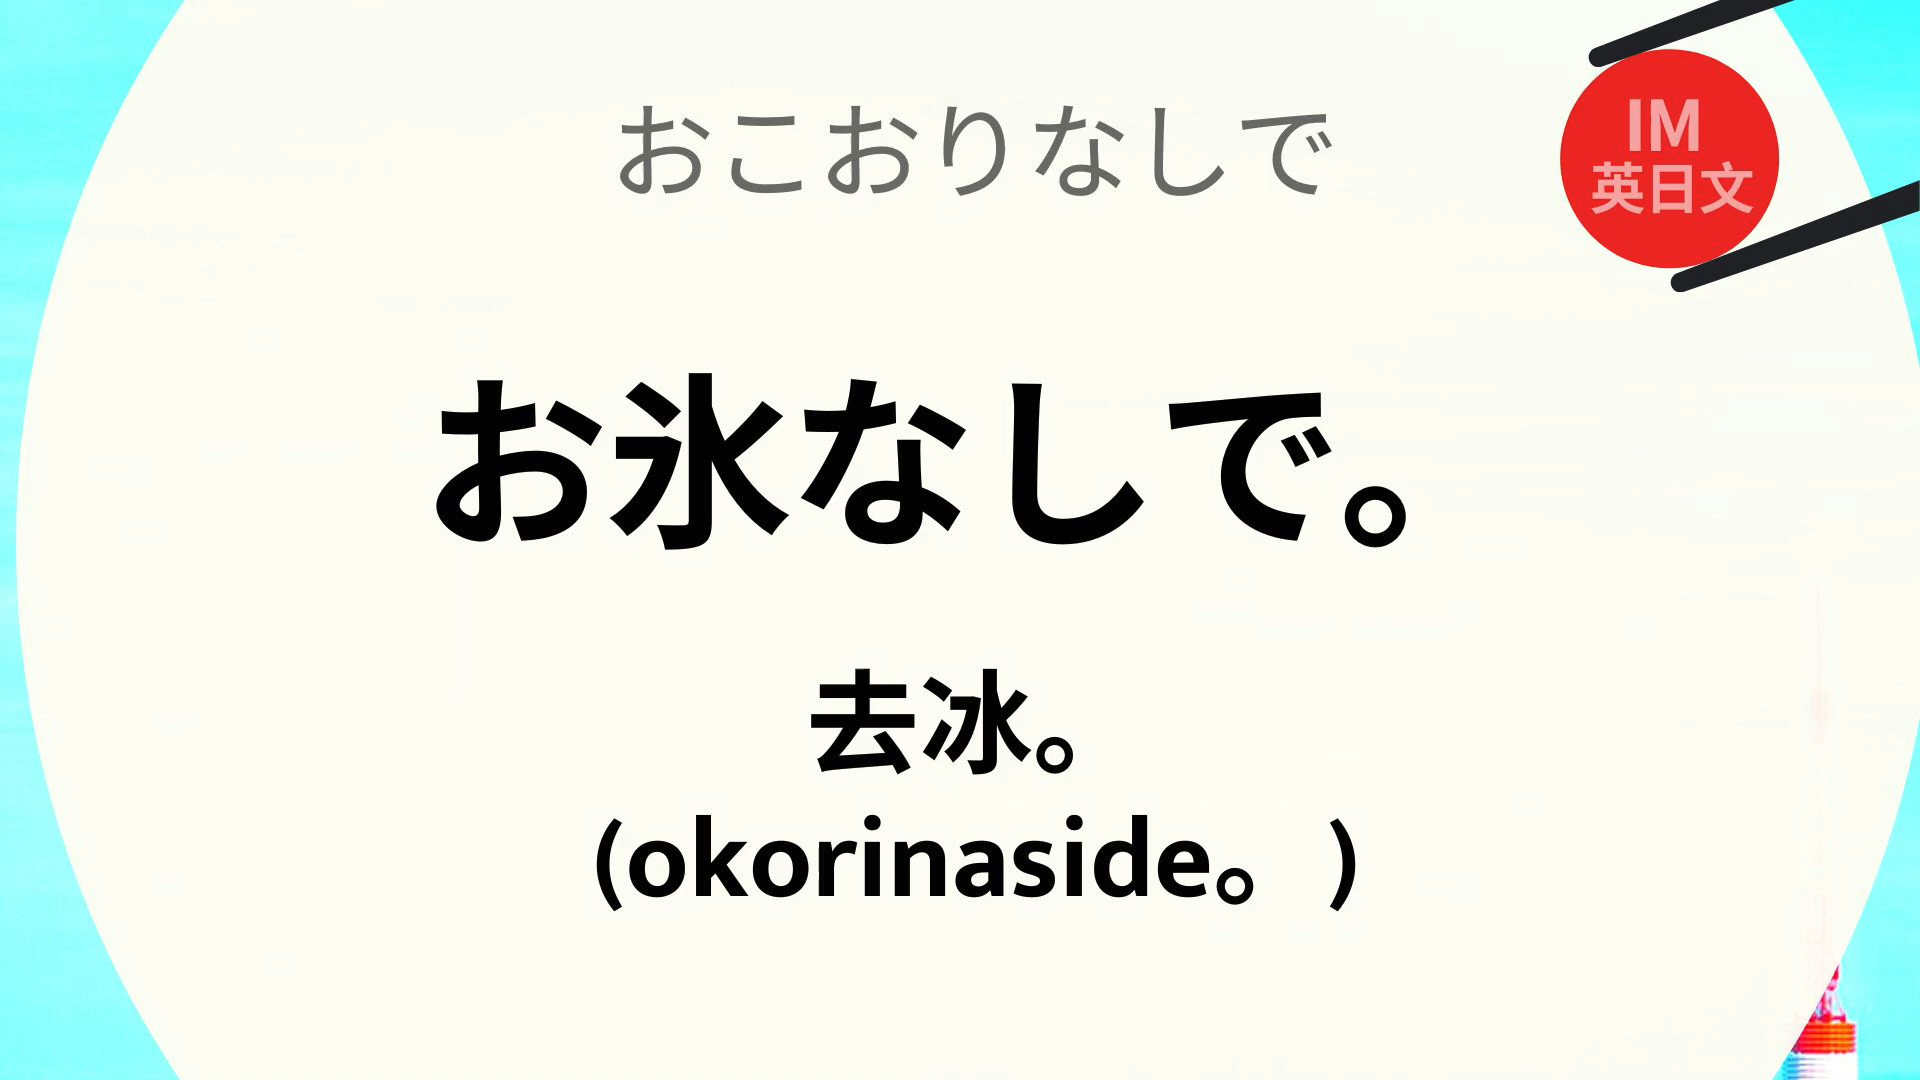 おこおりなしで
IM
英日文
お氷なしで。
去冰。
(okorinaside。 )